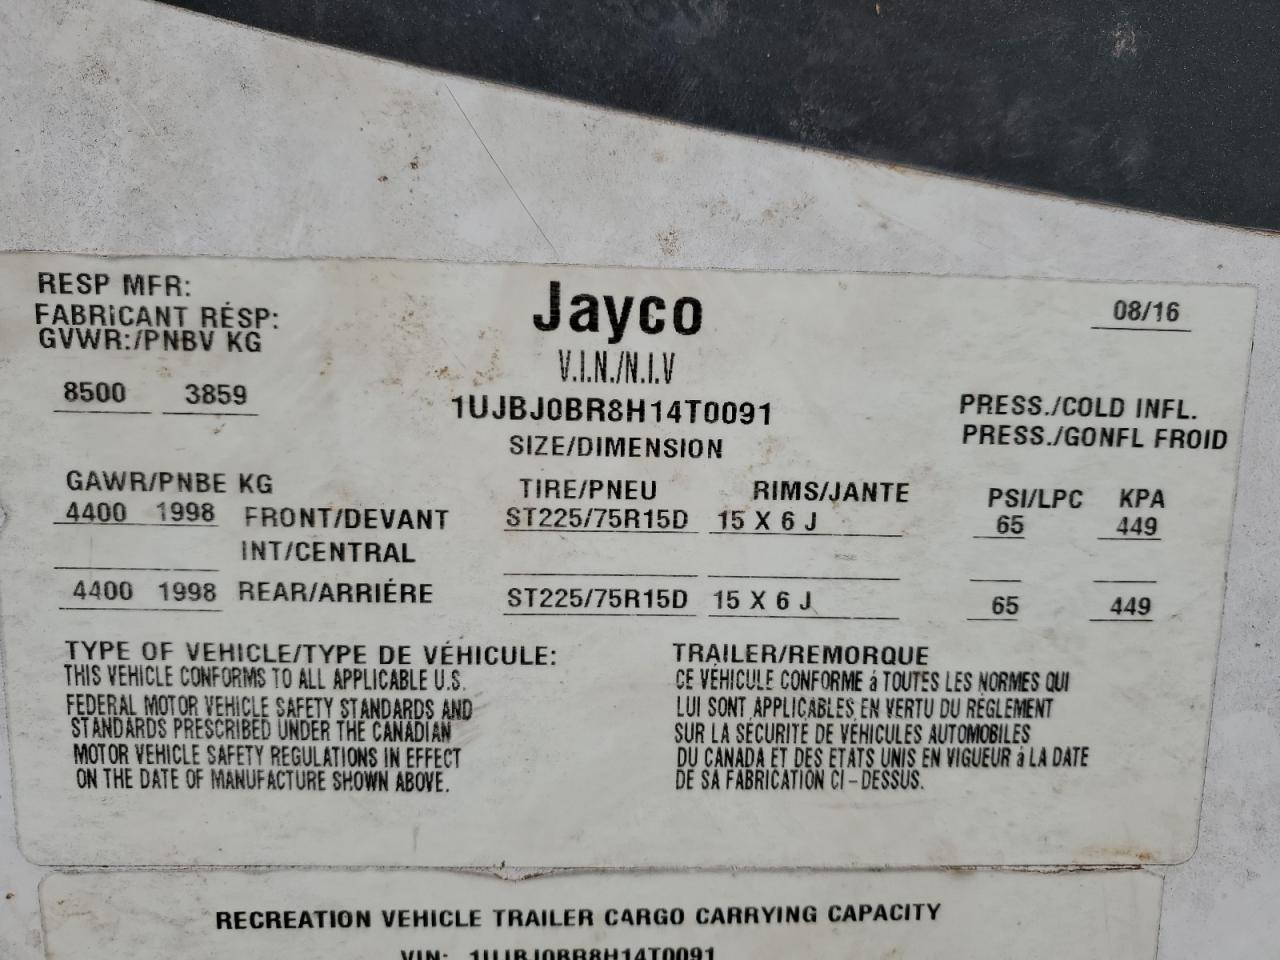 RESP MFR:
FABRICANT RÉSP:
GVWR:/PNBV KG
Jayco
08/16
V.I.N./N.I.V
8500 3859
1UJBJ0BR8H14T0091
PRESS./COLD INFL.
PRESS./GONFL FROID
SIZE/DIMENSION
GAWR/PNBE KG TIRE/PNEU RIMS/JANTE PSI/LPC KPA
4400 1998 FRONT/DEVANT ST225/75R15D 15 X 6 J 65 449
INT/CENTRAL
4400 1998 REAR/ARRIÉRE ST225/75R15D 15 X 6 J 65 449
TYPE OF VEHICLE/TYPE DE VÉHICULE: TRAILER/REMORQUE
THIS VEHICLE CONFORMS TO ALL APPLICABLE U.S.
FEDERAL MOTOR VEHICLE SAFETY STANDARDS AND
STANDARDS PRESCRIBED UNDER THE CANADIAN
MOTOR VEHICLE SAFETY REGULATIONS IN EFFECT
ON THE DATE OF MANUFACTURE SHOWN ABOVE.
CE VÉHICULE CONFORME á TOUTES LES NORMES QUI
LUI SONT APPLICABLES EN VERTU DU RÉGLEMENT
SUR LA SÉCURITÉ DE VÉHICULES AUTOMOBILES
DU CANADA ET DES ETATS UNIS EN VIGUEUR á LA DATE
DE SA FABRICATION CI-DESSUS.
RECREATION VEHICLE TRAILER CARGO CARRYING CAPACITY
VIN: 1UJBJ0BR8H14T0091